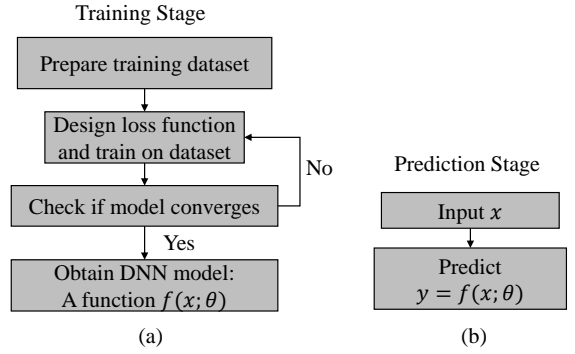 Training Stage
Prepare training dataset
Design loss function
and train on dataset
No
Check if model converges
Yes
Obtain DNN model:
A function 𝑓(𝑥; 𝜃)
(a)
Prediction Stage
Input 𝑥
Predict
𝑦 = 𝑓(𝑥; 𝜃)
(b)